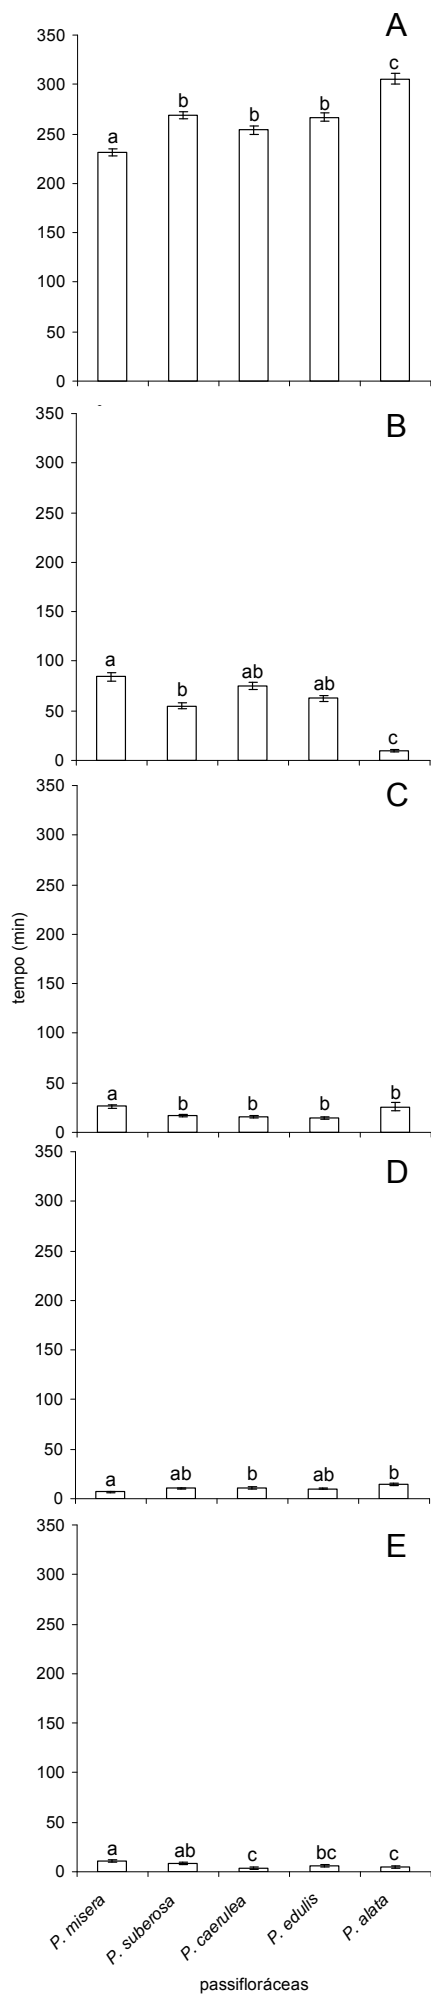 A
350
300
250
200
150
100
50
0
a
b
b
b
c
B
350
300
250
200
150
100
50
0
a
b
ab
ab
c
C
350
300
250
200
150
100
50
0
a
b
b
b
b
tempo (min)
D
350
300
250
200
150
100
50
0
a
ab
b
ab
b
E
350
300
250
200
150
100
50
0
a
ab
c
bc
c
P. misera
P. suberosa
P. caerulea
P. edulis
P. alata
passifloráceas